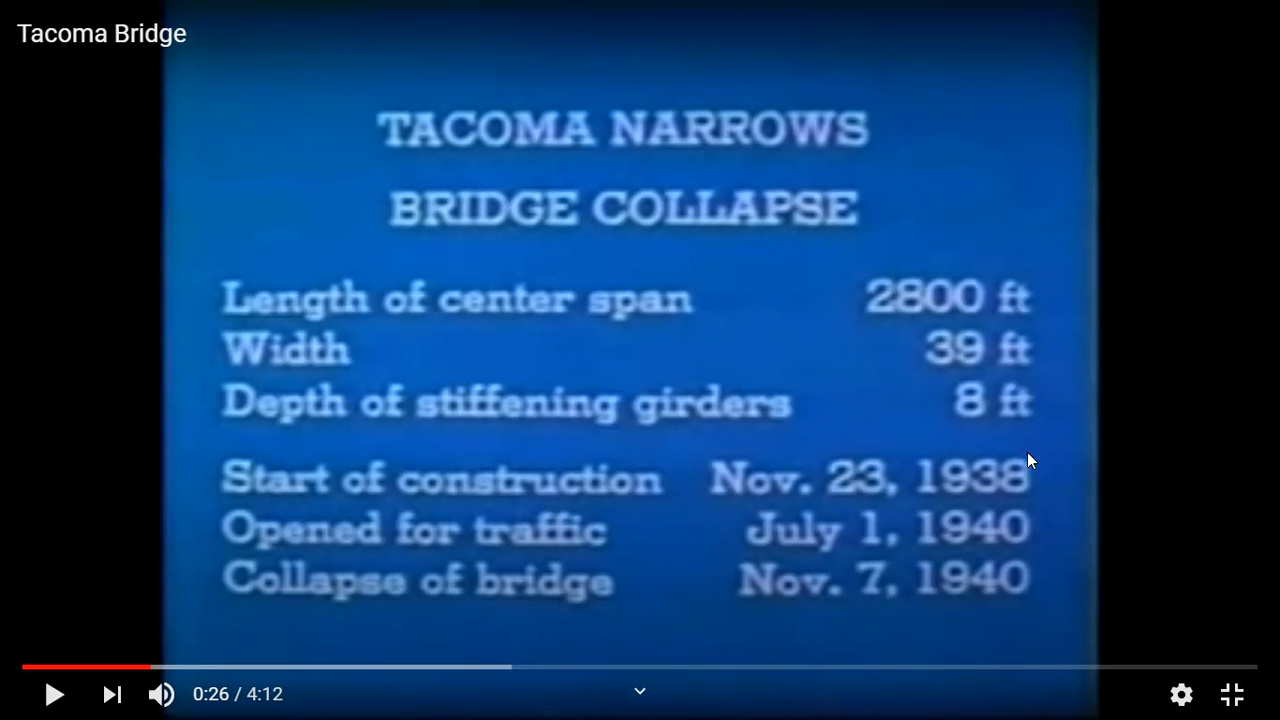 Tacoma Bridge
TACOMA NARROWS
BRIDGE COLLAPSE
Length of center span 2800 ft
Width 39 ft
Depth of stiffening girders 8 ft
Start of construction Nov. 23, 1938
Opened for traffic July 1, 1940
Collapse of bridge Nov. 7, 1940
0:26 / 4:12